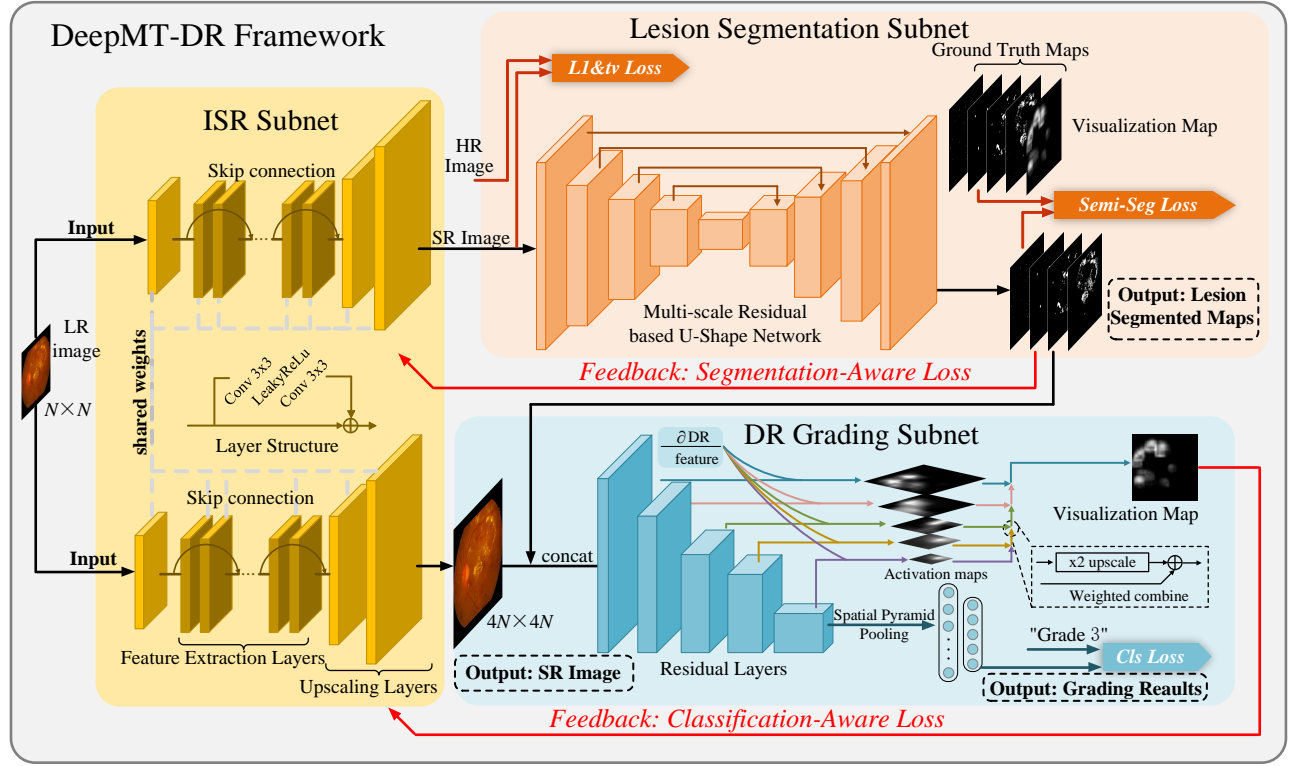 DeepMT-DR Framework
Lesion Segmentation Subnet
Ground Truth Maps
L1&tv Loss
ISR Subnet
HR
Image
Visualization Map
Skip connection
Semi-Seg Loss
Input
SR Image
Output: Lesion
Segmented Maps
Multi-scale Residual
based U-Shape Network
LR
image
shared weights
Feedback: Segmentation-Aware Loss
Conv 3x3
LeakyReLu
Conv 3x3
N×N
Layer Structure
DR Grading Subnet
∂ DR
feature
Skip connection
Visualization Map
Input
concat
x2 upscale
Activation maps
Weighted combine
4N×4N
Spatial Pyramid
Pooling
"Grade 3"
Feature Extraction Layers
Residual Layers
Cls Loss
Output: SR Image
Upscaling Layers
Output: Grading Reaults
Feedback: Classification-Aware Loss